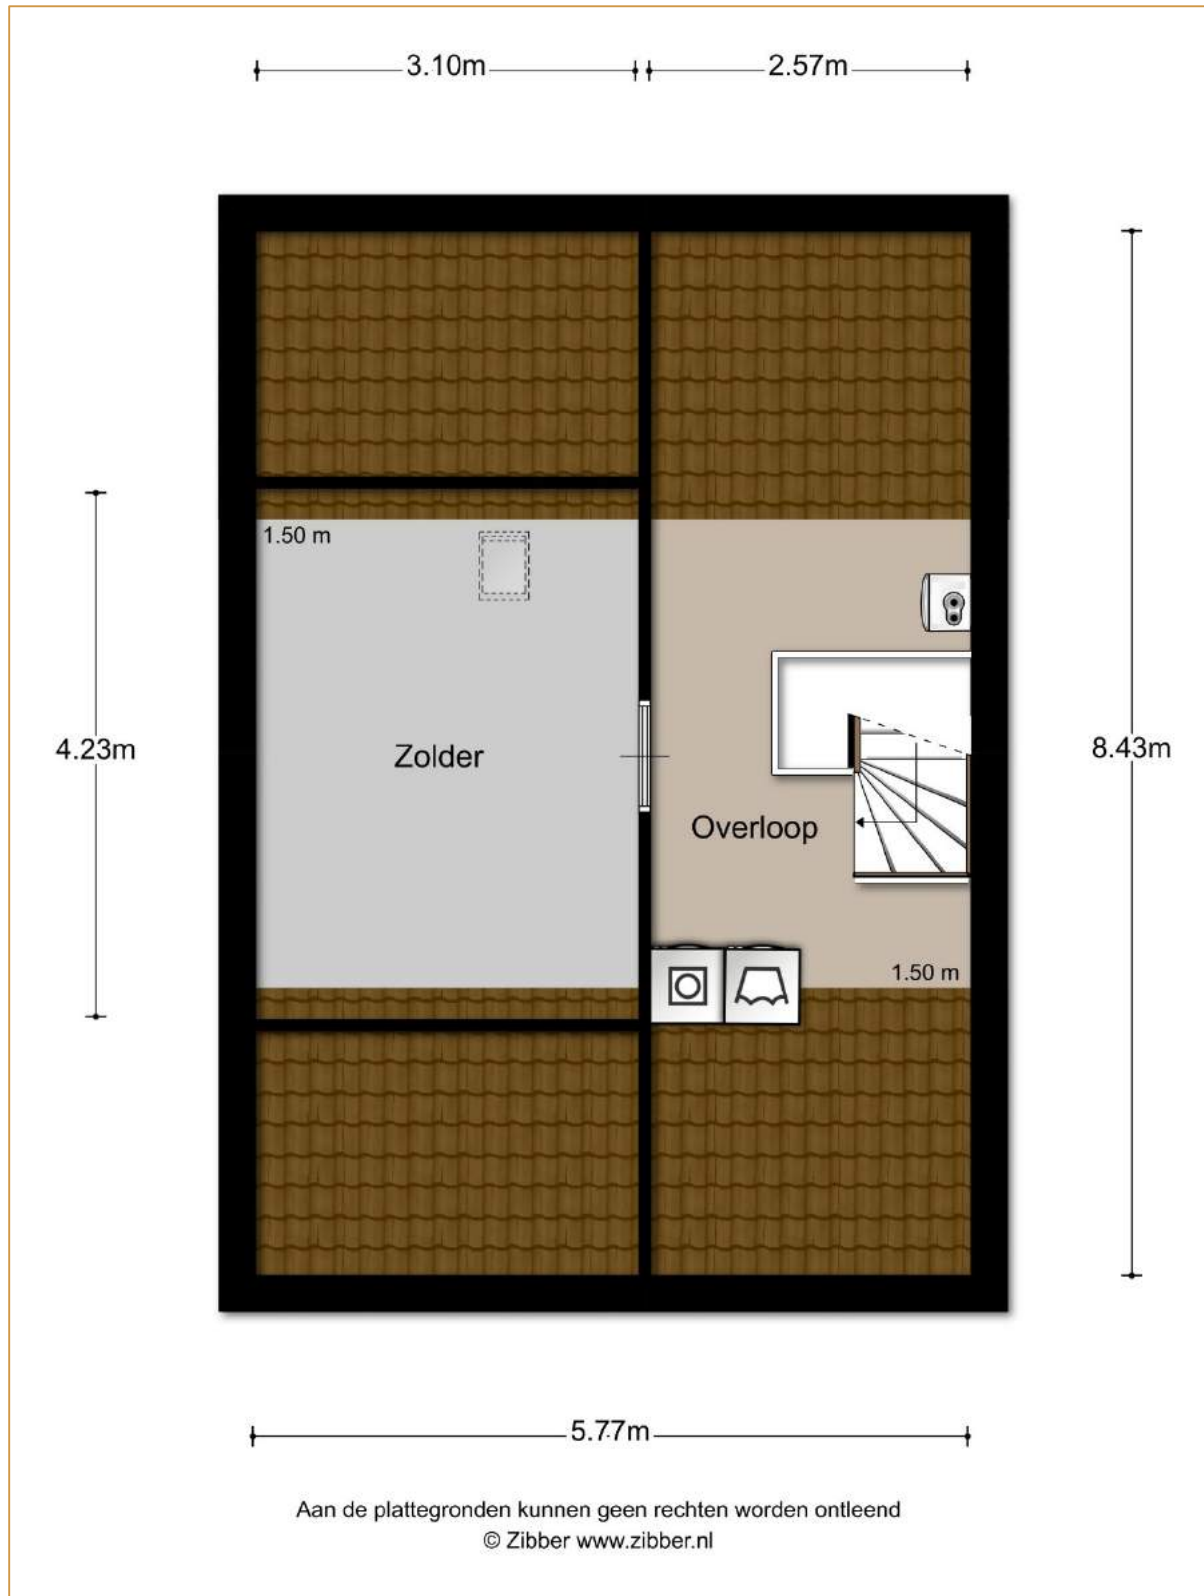 3.10m 2.57m
1.50 m
4.23m
Zolder
8.43m
Overloop
1.50 m
5.77m
Aan de plattegronden kunnen geen rechten worden ontleend
© Zibber www.zibber.nl